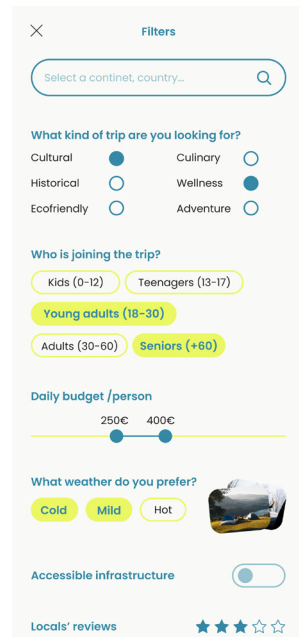 Filters
Select a continet, country...
What kind of trip are you looking for?
Cultural Culinary
Historical Wellness
Ecofriendly Adventure
Who is joining the trip?
Kids (0-12) Teenagers (13-17)
Young adults (18-30)
Adults (30-60) Seniors (+60)
Daily budget /person
250€ 400€
What weather do you prefer?
Cold Mild Hot
Accessible infrastructure
Locals' reviews